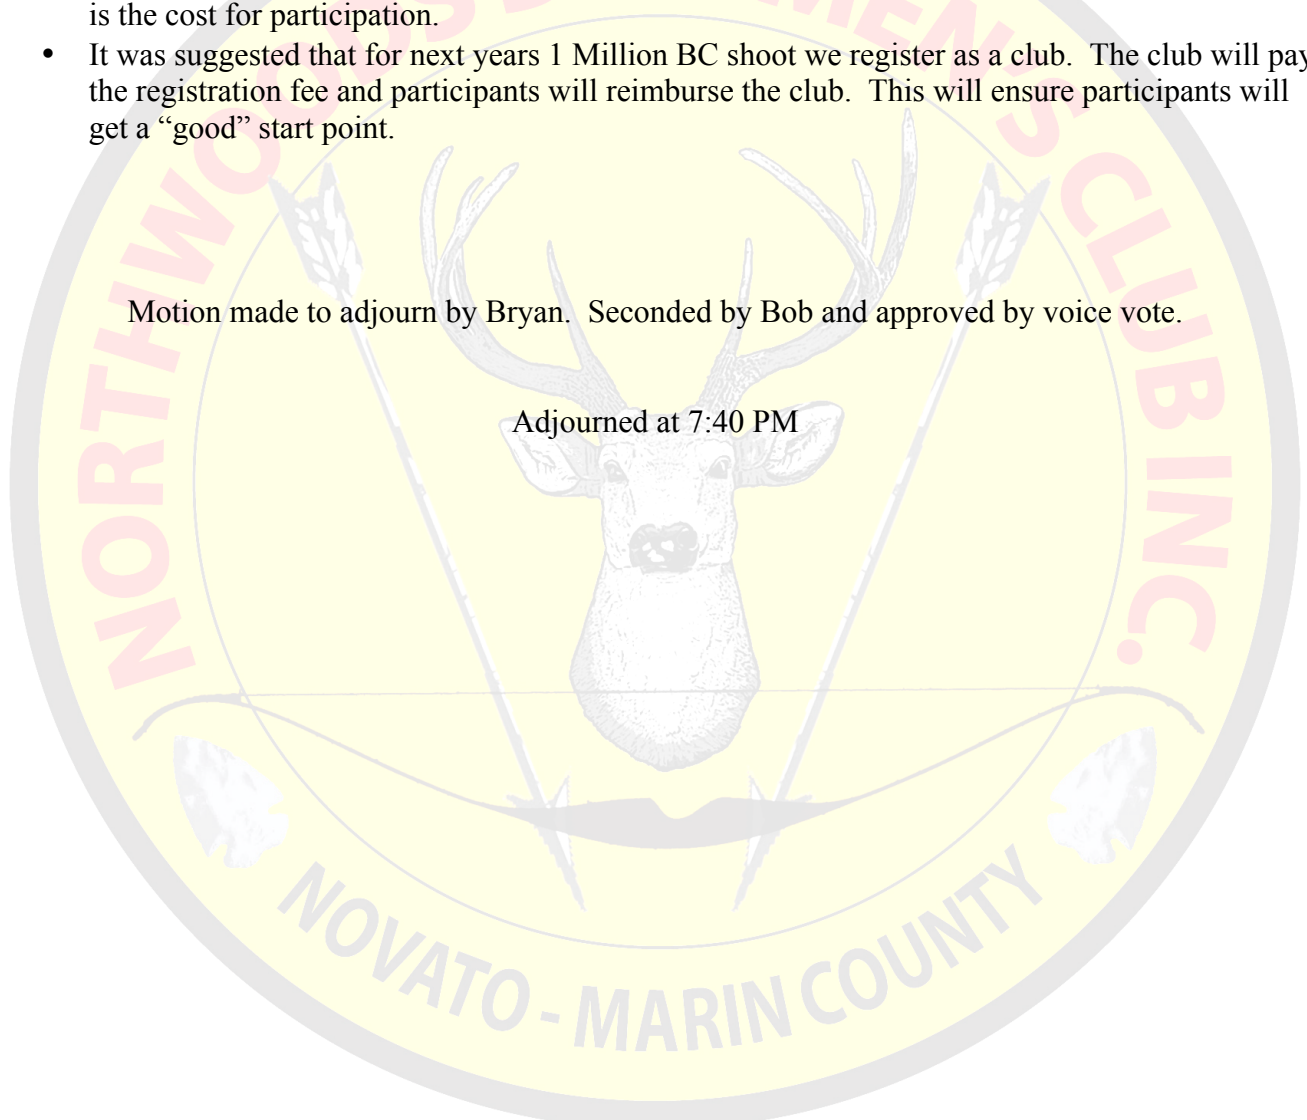 is the cost for participation.
• It was suggested that for next years 1 Million BC shoot we register as a club. The club will pay
the registration fee and participants will reimburse the club. This will ensure participants will
get a “good” start point.
Motion made to adjourn by Bryan. Seconded by Bob and approved by voice vote.
Adjourned at 7:40 PM
CLUB INC.
NOVATO - MARIN COUNTY